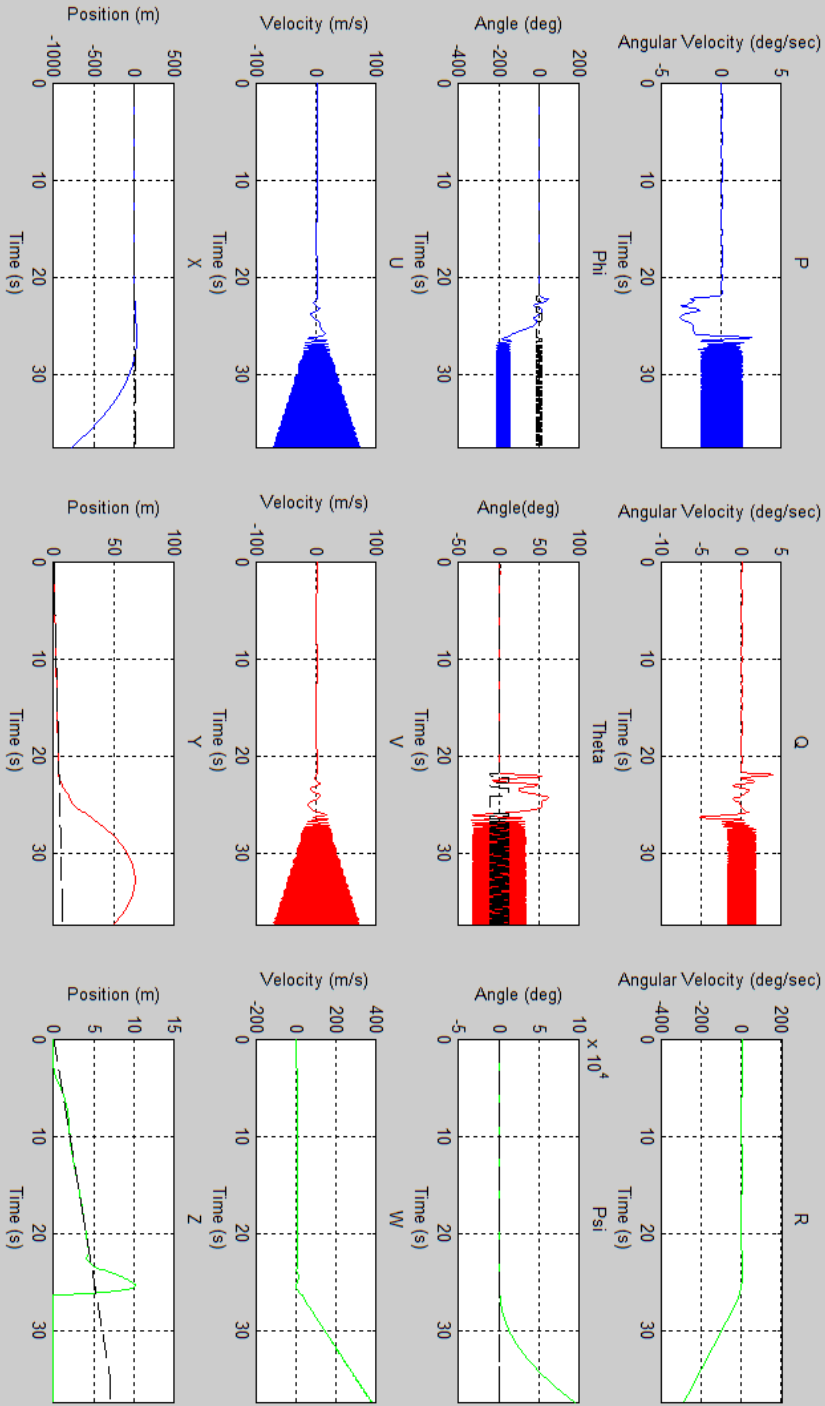 P
Angular Velocity (deg/sec)
5
0
-5
0 10 20 30
Time (s)
Q
Angular Velocity (deg/sec)
5
0
-5
-10
0 10 20 30
Time (s)
R
Angular Velocity (deg/sec)
200
0
-200
-400
0 10 20 30
Time (s)
Phi
Angle (deg)
200
0
-200
-400
0 10 20 30
Time (s)
Theta
Angle(deg)
100
50
0
-50
0 10 20 30
Time (s)
Psi
x 10⁴
Angle (deg)
10
5
0
-5
0 10 20 30
Time (s)
U
Velocity (m/s)
100
0
-100
0 10 20 30
Time (s)
V
Velocity (m/s)
100
0
-100
0 10 20 30
Time (s)
W
Velocity (m/s)
400
200
0
-200
0 10 20 30
Time (s)
X
Position (m)
500
0
-500
-1000
0 10 20 30
Time (s)
Y
Position (m)
100
50
0
0 10 20 30
Time (s)
Z
Position (m)
15
10
5
0
0 10 20 30
Time (s)